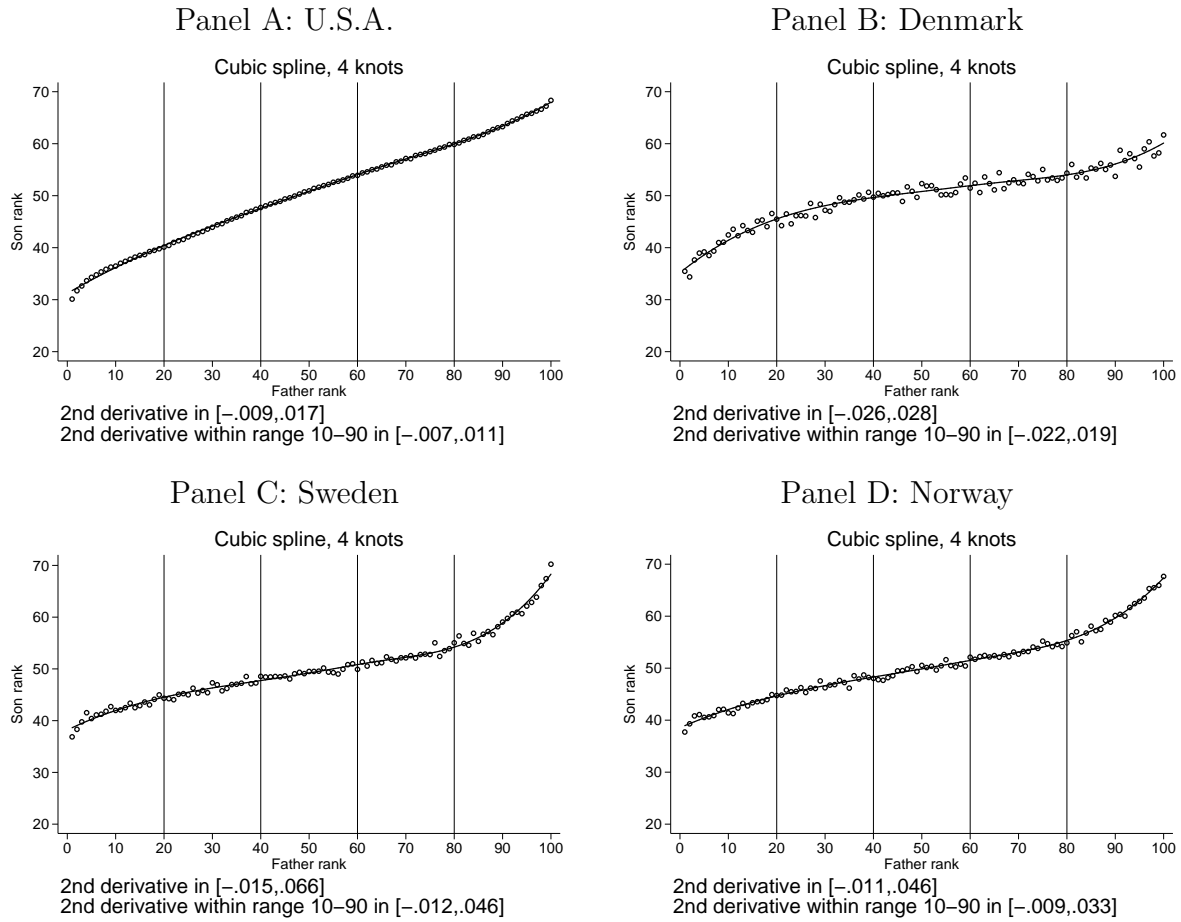 Panel A: U.S.A.
Cubic spline, 4 knots
70
60
50
40
30
20
Son rank
0 10 20 30 40 50 60 70 80 90 100
Father rank
2nd derivative in [−.009,.017]
2nd derivative within range 10−90 in [−.007,.011]
Panel B: Denmark
Cubic spline, 4 knots
70
60
50
40
30
20
Son rank
0 10 20 30 40 50 60 70 80 90 100
Father rank
2nd derivative in [−.026,.028]
2nd derivative within range 10−90 in [−.022,.019]
Panel C: Sweden
Cubic spline, 4 knots
70
60
50
40
30
20
Son rank
0 10 20 30 40 50 60 70 80 90 100
Father rank
2nd derivative in [−.015,.066]
2nd derivative within range 10−90 in [−.012,.046]
Panel D: Norway
Cubic spline, 4 knots
70
60
50
40
30
20
Son rank
0 10 20 30 40 50 60 70 80 90 100
Father rank
2nd derivative in [−.011,.046]
2nd derivative within range 10−90 in [−.009,.033]